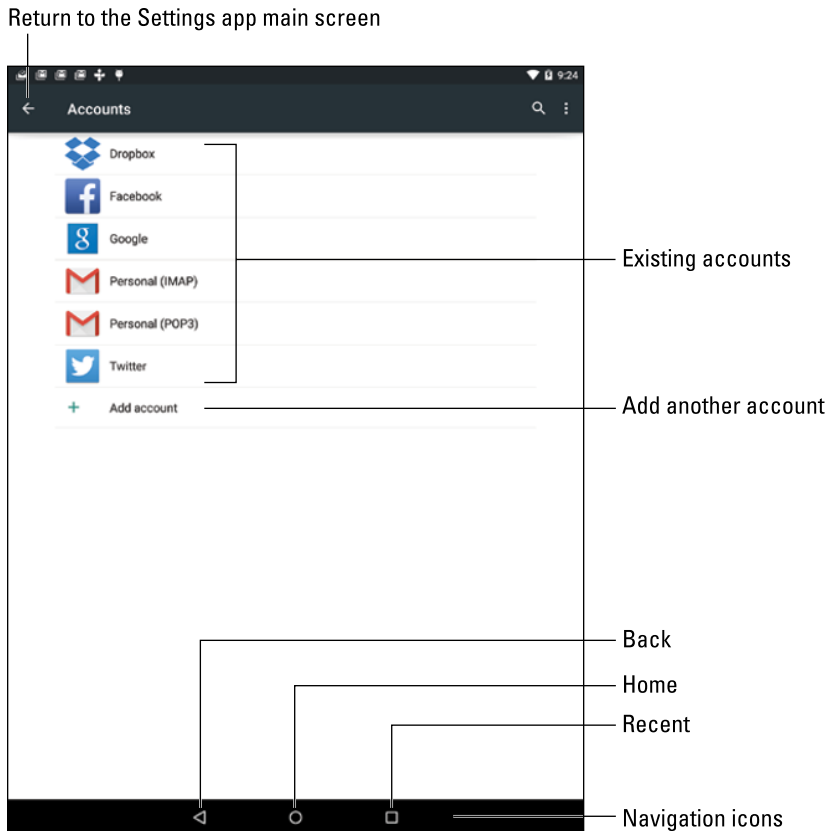 Return to the Settings app main screen
9:24
Accounts
Dropbox
Facebook
Google
Personal (IMAP)
Personal (POP3)
Twitter
Add account
Existing accounts
Add another account
Back
Home
Recent
Navigation icons